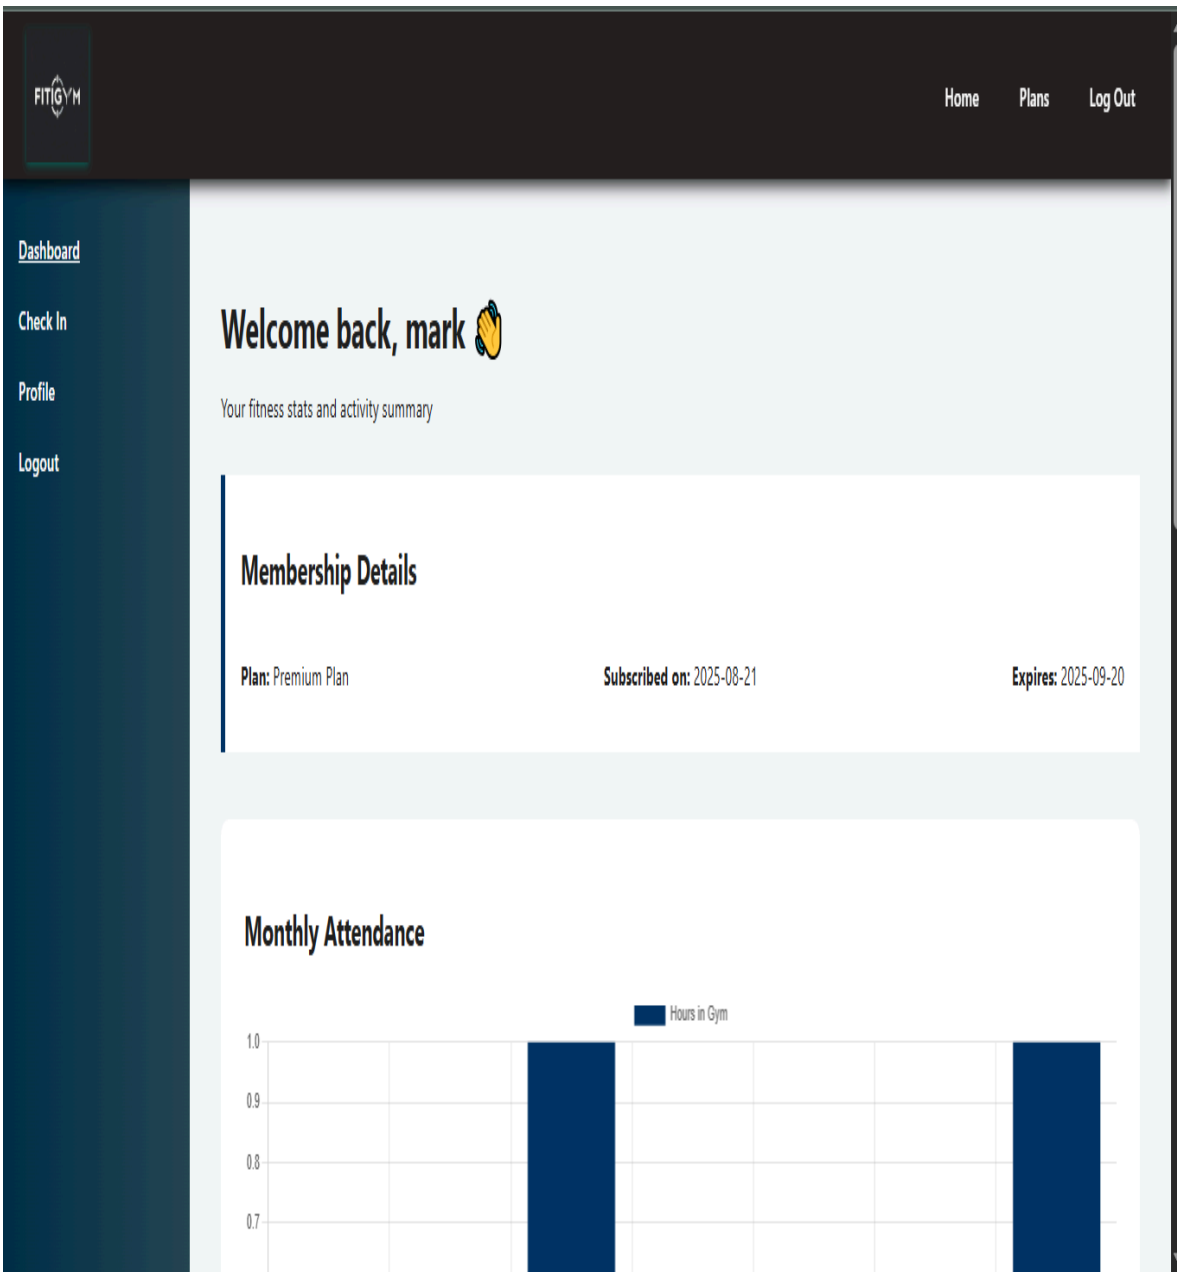 FITIGYM
Home Plans Log Out
Dashboard
Check In
Profile
Logout
Welcome back, mark 👋
Your fitness stats and activity summary
Membership Details
Plan: Premium Plan Subscribed on: 2025-08-21 Expires: 2025-09-20
Monthly Attendance
Hours in Gym
1.0
0.9
0.8
0.7